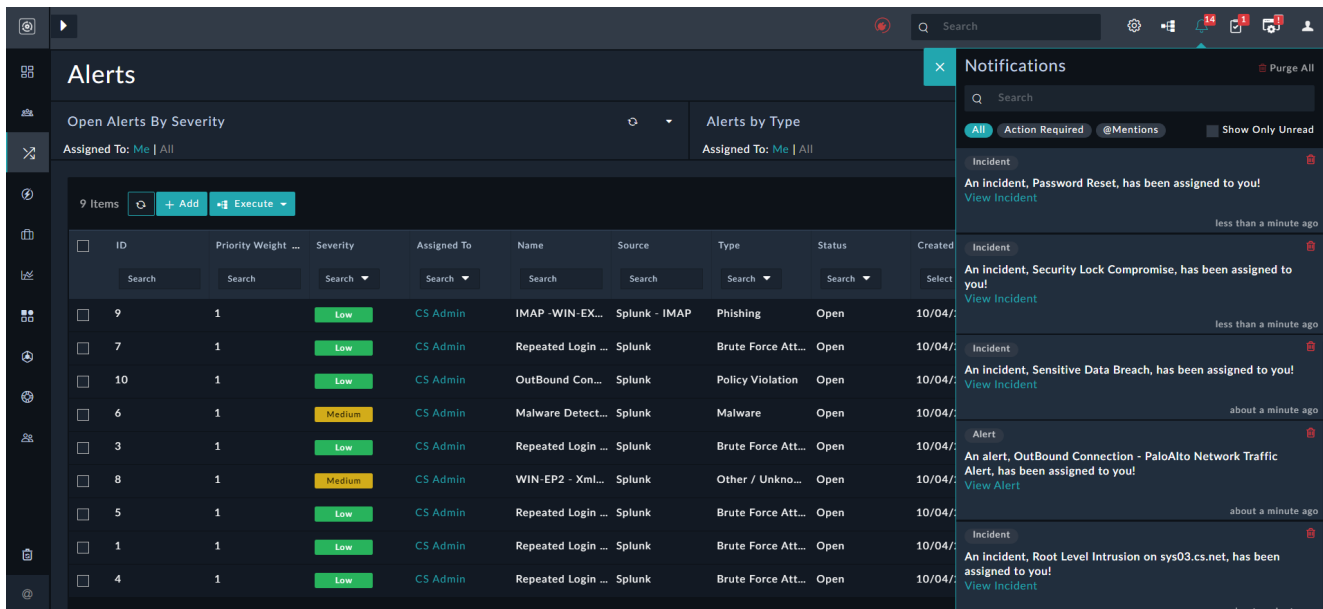 Search
14
1
!
Alerts
Notifications
Purge All
Search
All
Action Required
@Mentions
Show Only Unread
Open Alerts By Severity
Assigned To: Me | All
Alerts by Type
Assigned To: Me | All
9 Items
+ Add
Execute
ID Priority Weight ... Severity Assigned To Name Source Type Status Created
Search Search Search Search Search Search Search Search Select
9 1 Low CS Admin IMAP -WIN-EX... Splunk - IMAP Phishing Open 10/04/
7 1 Low CS Admin Repeated Login ... Splunk Brute Force Att... Open 10/04/
10 1 Low CS Admin OutBound Con... Splunk Policy Violation Open 10/04/
6 1 Medium CS Admin Malware Detect... Splunk Malware Open 10/04/
3 1 Low CS Admin Repeated Login ... Splunk Brute Force Att... Open 10/04/
8 1 Medium CS Admin WIN-EP2 - Xml... Splunk Other / Unkno... Open 10/04/
5 1 Low CS Admin Repeated Login ... Splunk Brute Force Att... Open 10/04/
1 1 Low CS Admin Repeated Login ... Splunk Brute Force Att... Open 10/04/
4 1 Low CS Admin Repeated Login ... Splunk Brute Force Att... Open 10/04/
@
Incident
An incident, Password Reset, has been assigned to you!
View Incident
less than a minute ago
Incident
An incident, Security Lock Compromise, has been assigned to
you!
View Incident
less than a minute ago
Incident
An incident, Sensitive Data Breach, has been assigned to you!
View Incident
about a minute ago
Alert
An alert, OutBound Connection - PaloAlto Network Traffic
Alert, has been assigned to you!
View Alert
about a minute ago
Incident
An incident, Root Level Intrusion on sys03.cs.net, has been
assigned to you!
View Incident